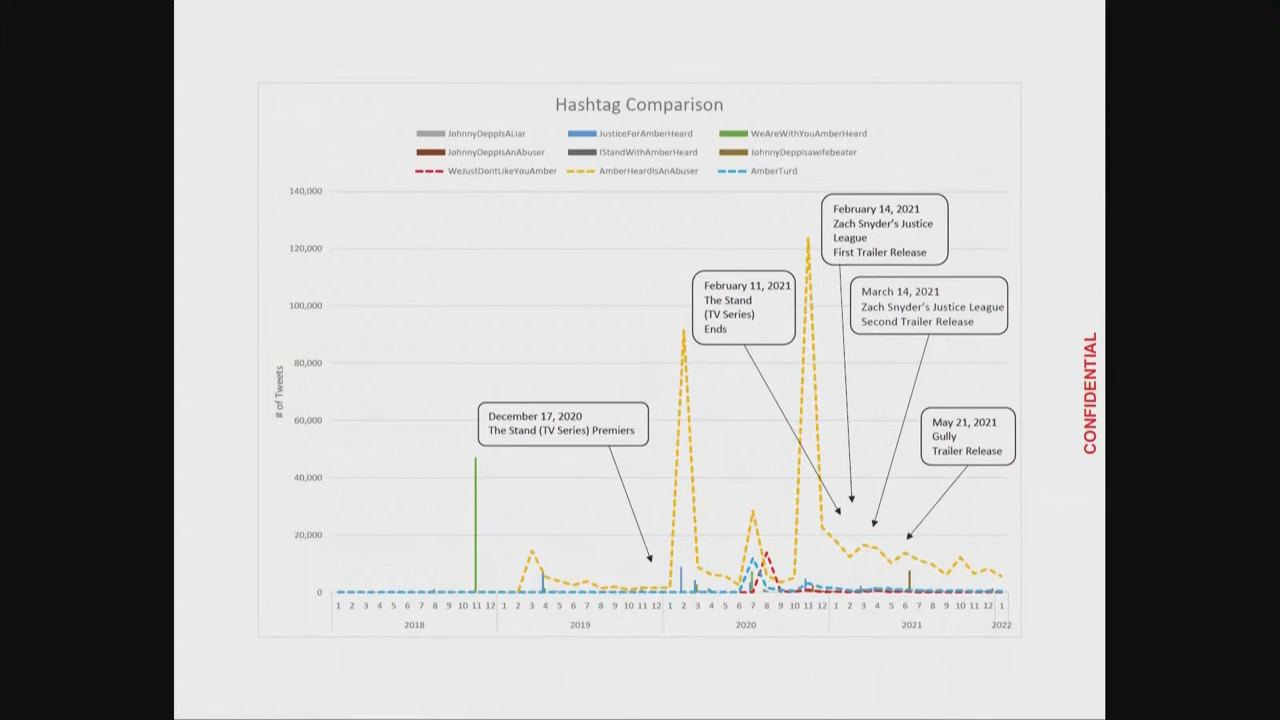 Hashtag Comparison
JohnnyDeppIsALiar JusticeForAmberHeard WeAreWithYouAmberHeard
JohnnyDeppIsAnAbuser IStandWithAmberHeard JohnnyDeppIsawifebeater
WeJustDontLikeYouAmber AmberHeardIsAnAbuser AmberTurd
140,000
120,000
100,000
80,000
60,000
40,000
20,000
0
# of Tweets
February 14, 2021
Zach Snyder's Justice
League
First Trailer Release
February 11, 2021
The Stand
(TV Series)
Ends
March 14, 2021
Zach Snyder's Justice League
Second Trailer Release
December 17, 2020
The Stand (TV Series) Premiers
May 21, 2021
Gully
Trailer Release
1 2 3 4 5 6 7 8 9 10 11 12 1 2 3 4 5 6 7 8 9 10 11 12 1 2 3 4 5 6 7 8 9 10 11 12 1 2 3 4 5 6 7 8 9 10 11 12 1
2018 2019 2020 2021 2022
CONFIDENTIAL